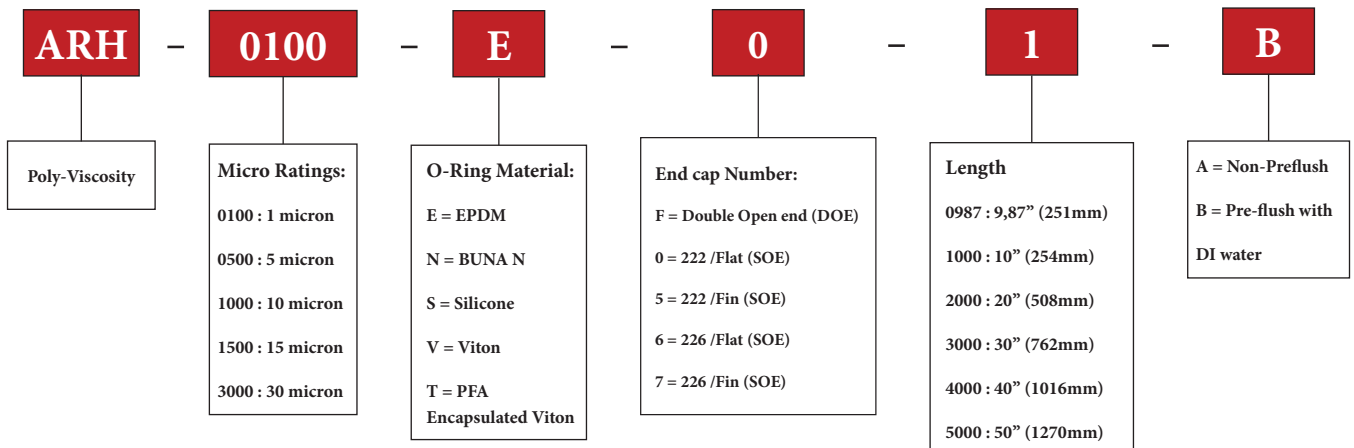 ARH – 0100 – E – 0 – 1 – B
Poly-Viscosity
Micro Ratings:
0100 : 1 micron
0500 : 5 micron
1000 : 10 micron
1500 : 15 micron
3000 : 30 micron
O-Ring Material:
E = EPDM
N = BUNA N
S = Silicone
V = Viton
T = PFA
Encapsulated Viton
End cap Number:
F = Double Open end (DOE)
0 = 222 /Flat (SOE)
5 = 222 /Fin (SOE)
6 = 226 /Flat (SOE)
7 = 226 /Fin (SOE)
Length
0987 : 9,87” (251mm)
1000 : 10” (254mm)
2000 : 20” (508mm)
3000 : 30” (762mm)
4000 : 40” (1016mm)
5000 : 50” (1270mm)
A = Non-Preflush
B = Pre-flush with
DI water